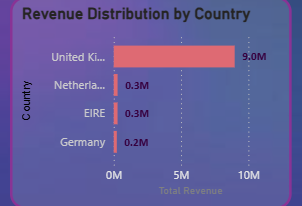 Revenue Distribution by Country
Country
United Ki...
9.0M
Netherla...
0.3M
EIRE
0.3M
Germany
0.2M
0M 5M 10M
Total Revenue